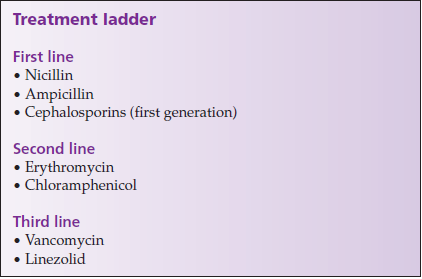 Treatment ladder
First line
• Nicillin
• Ampicillin
• Cephalosporins (first generation)
Second line
• Erythromycin
• Chloramphenicol
Third line
• Vancomycin
• Linezolid